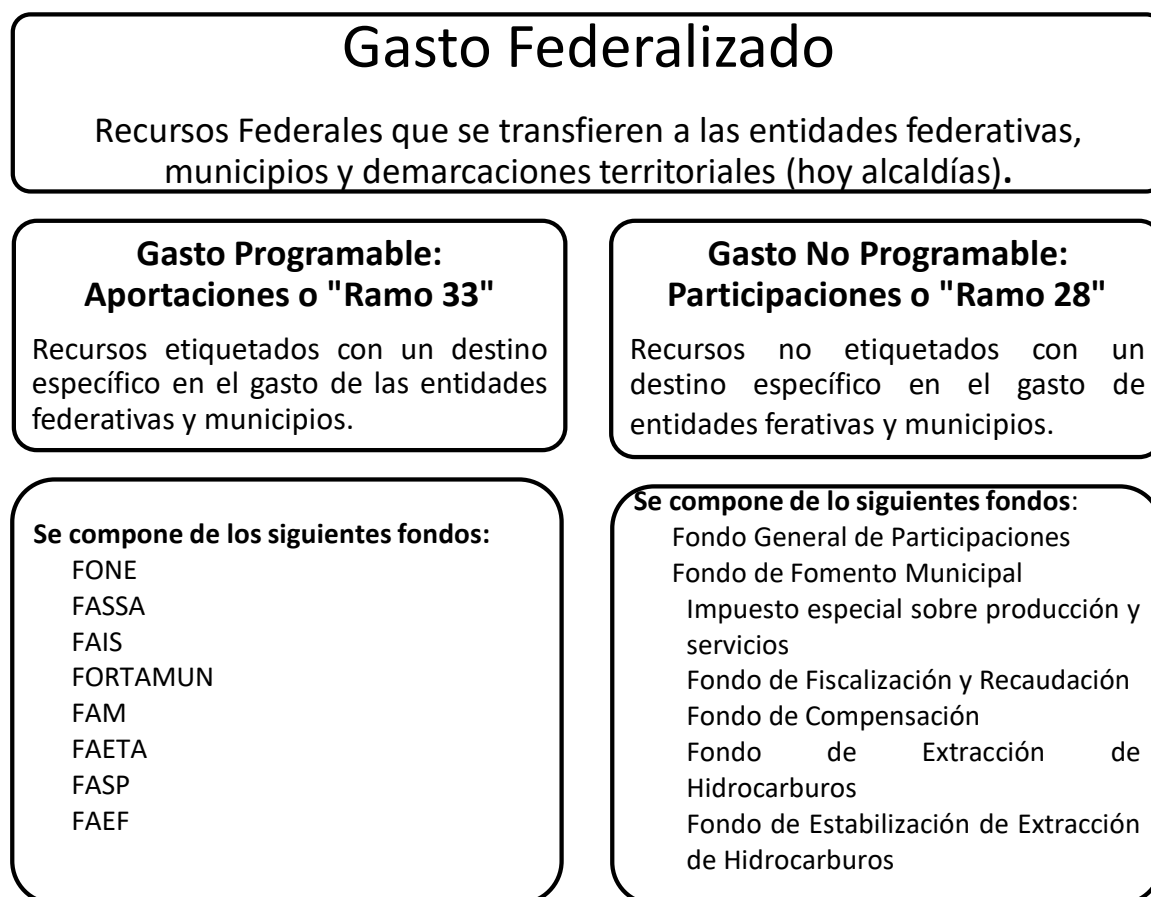 Gasto Federalizado
Recursos Federales que se transfieren a las entidades federativas,
municipios y demarcaciones territoriales (hoy alcaldías).
Gasto Programable:
Aportaciones o "Ramo 33"
Recursos etiquetados con un destino
específico en el gasto de las entidades
federativas y municipios.
Se compone de los siguientes fondos:
FONE
FASSA
FAIS
FORTAMUN
FAM
FAETA
FASP
FAEF
Gasto No Programable:
Participaciones o "Ramo 28"
Recursos no etiquetados con un
destino específico en el gasto de
entidades ferativas y municipios.
Se compone de lo siguientes fondos:
Fondo General de Participaciones
Fondo de Fomento Municipal
Impuesto especial sobre producción y
servicios
Fondo de Fiscalización y Recaudación
Fondo de Compensación
Fondo de Extracción de
Hidrocarburos
Fondo de Estabilización de Extracción
de Hidrocarburos